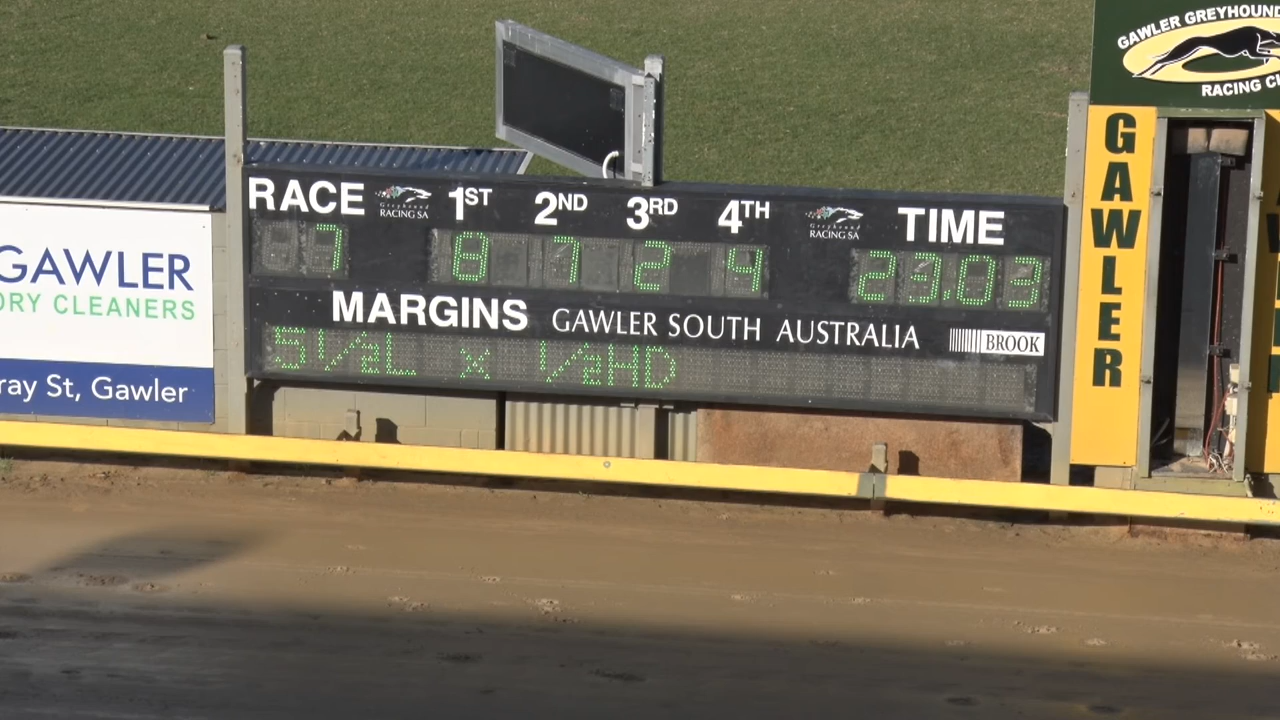 GAWLER GREYHOUND
RACING CL
RACE Greyhound RACING SA 1ST 2ND 3RD 4TH Greyhound RACING SA TIME
7 8 7 2 4 23.03
MARGINS GAWLER SOUTH AUSTRALIA BROOK
5 1/2L x 1/2HD
GAWLER
ORY CLEANERS
ray St, Gawler
GAWLER